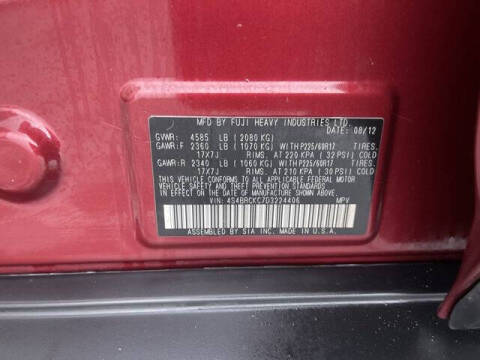 MFD BY FUJI HEAVY INDUSTRIES LTD.
DATE: 08/12
GVWR: 4585 LB (2080 KG)
GAWR:F 2360 LB (1070 KG) WITH P225/60R17 TIRES.
17X7J RIMS. AT 220 KPA (32 PSI) COLD
GAWR:R 2340 LB (1060 KG) WITH P225/60R17 TIRES.
17X7J RIMS. AT 210 KPA (30 PSI) COLD
THIS VEHICLE CONFORMS TO ALL APPLICABLE FEDERAL MOTOR
VEHICLE SAFETY, BUMPER, AND THEFT PREVENTION STANDARDS
IN EFFECT ON THE DATE OF MANUFACTURE SHOWN ABOVE.
VIN: 4S4BRCKC7D3224406 MPV
ASSEMBLED BY SIA INC. MADE IN U.S.A.